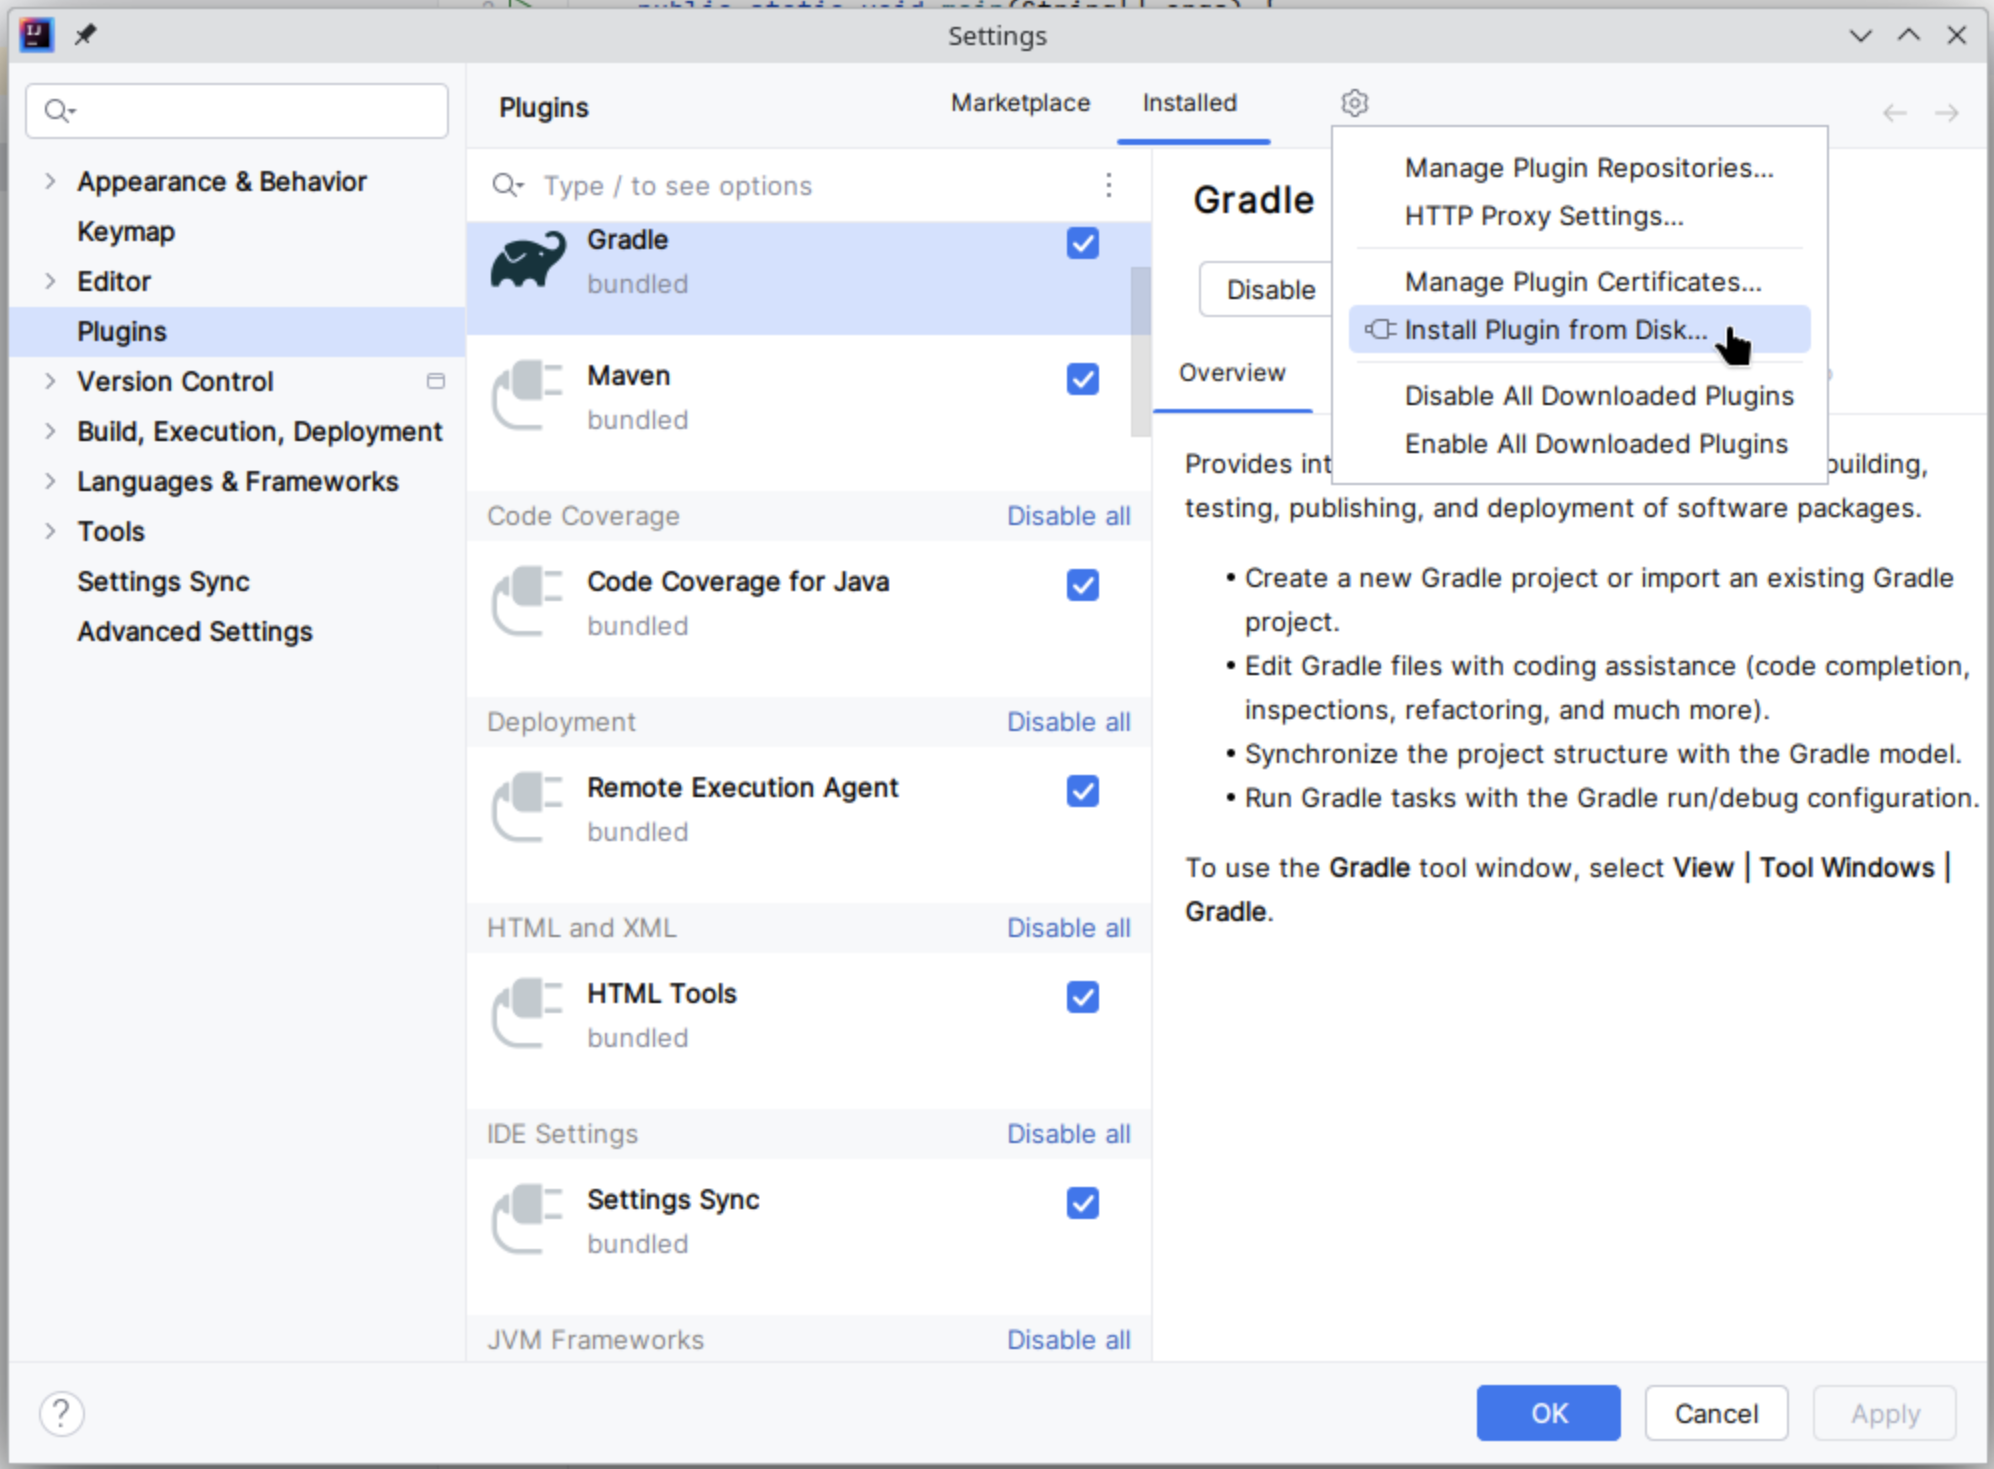 public static void main(String[] args) {
IJ
Settings
Plugins
Marketplace
Installed
Appearance & Behavior
Keymap
Editor
Plugins
Version Control
Build, Execution, Deployment
Languages & Frameworks
Tools
Settings Sync
Advanced Settings
Type / to see options
Gradle
bundled
Maven
bundled
Code Coverage
Disable all
Code Coverage for Java
bundled
Deployment
Disable all
Remote Execution Agent
bundled
HTML and XML
Disable all
HTML Tools
bundled
IDE Settings
Disable all
Settings Sync
bundled
JVM Frameworks
Disable all
Gradle
Disable
Overview
Manage Plugin Repositories...
HTTP Proxy Settings...
Manage Plugin Certificates...
Install Plugin from Disk...
Disable All Downloaded Plugins
Enable All Downloaded Plugins
Provides int building,
testing, publishing, and deployment of software packages.
• Create a new Gradle project or import an existing Gradle
project.
• Edit Gradle files with coding assistance (code completion,
inspections, refactoring, and much more).
• Synchronize the project structure with the Gradle model.
• Run Gradle tasks with the Gradle run/debug configuration.
To use the Gradle tool window, select View | Tool Windows |
Gradle.
?
OK
Cancel
Apply